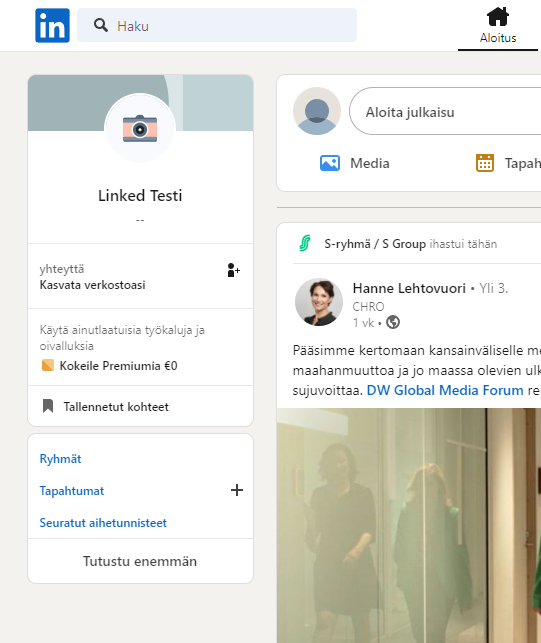 in
Haku
Aloitus
Linked Testi
--
yhteyttä
Kasvata verkostoasi
Käytä ainutlaatuisia työkaluja ja
oivalluksia
Kokeile Premiumia €0
Tallennetut kohteet
Ryhmät
Tapahtumat
Seuratut aihetunnisteet
Tutustu enemmän
Aloita julkaisu
Media
Tapah
S-ryhmä / S Group ihastui tähän
Hanne Lehtovuori • Yli 3.
CHRO
1 vk •
Pääsimme kertomaan kansainväliselle me
maahanmuuttoa ja jo maassa olevien ulk
sujuvoittaa. DW Global Media Forum re